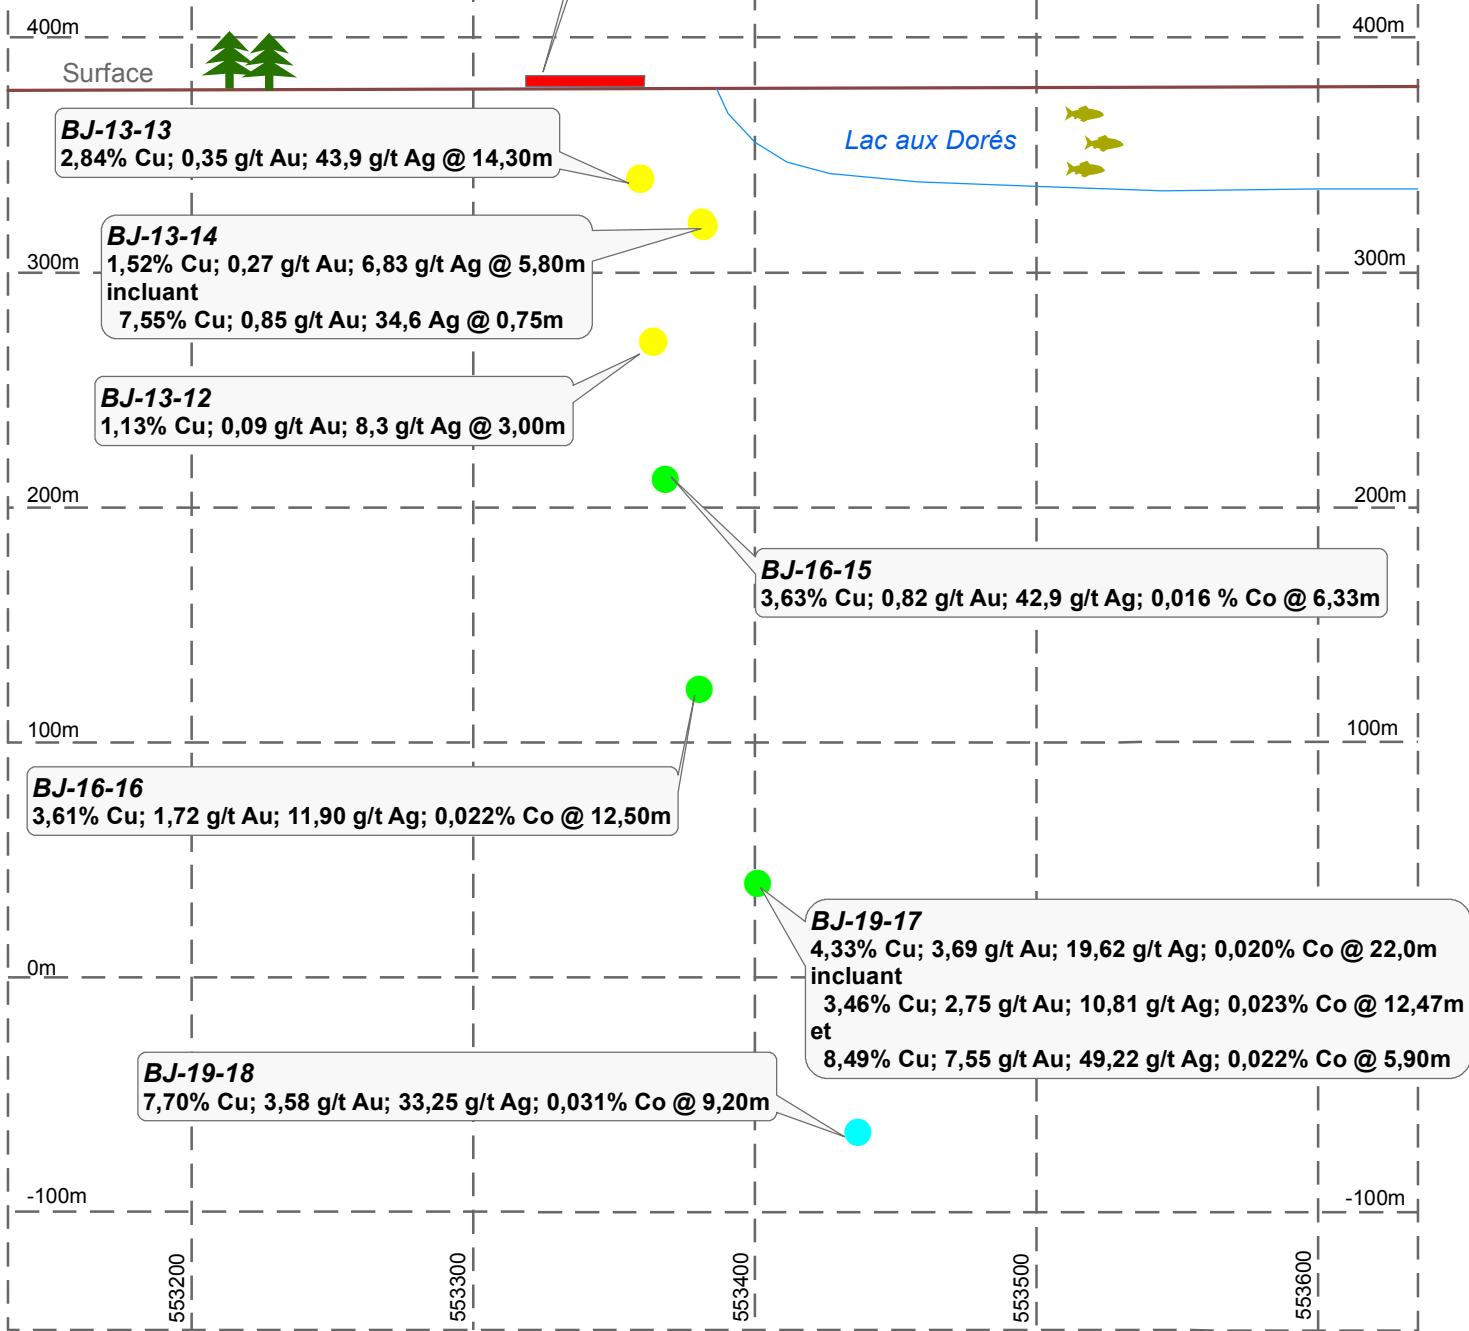 400m
400m
Surface
BJ-13-13
2,84% Cu; 0,35 g/t Au; 43,9 g/t Ag @ 14,30m
Lac aux Dorés
BJ-13-14
1,52% Cu; 0,27 g/t Au; 6,83 g/t Ag @ 5,80m
incluant
7,55% Cu; 0,85 g/t Au; 34,6 Ag @ 0,75m
300m
300m
BJ-13-12
1,13% Cu; 0,09 g/t Au; 8,3 g/t Ag @ 3,00m
200m
200m
BJ-16-15
3,63% Cu; 0,82 g/t Au; 42,9 g/t Ag; 0,016 % Co @ 6,33m
100m
100m
BJ-16-16
3,61% Cu; 1,72 g/t Au; 11,90 g/t Ag; 0,022% Co @ 12,50m
BJ-19-17
4,33% Cu; 3,69 g/t Au; 19,62 g/t Ag; 0,020% Co @ 22,0m
incluant
3,46% Cu; 2,75 g/t Au; 10,81 g/t Ag; 0,023% Co @ 12,47m
et
8,49% Cu; 7,55 g/t Au; 49,22 g/t Ag; 0,022% Co @ 5,90m
0m
BJ-19-18
7,70% Cu; 3,58 g/t Au; 33,25 g/t Ag; 0,031% Co @ 9,20m
-100m
-100m
553200
553300
553400
553500
553600